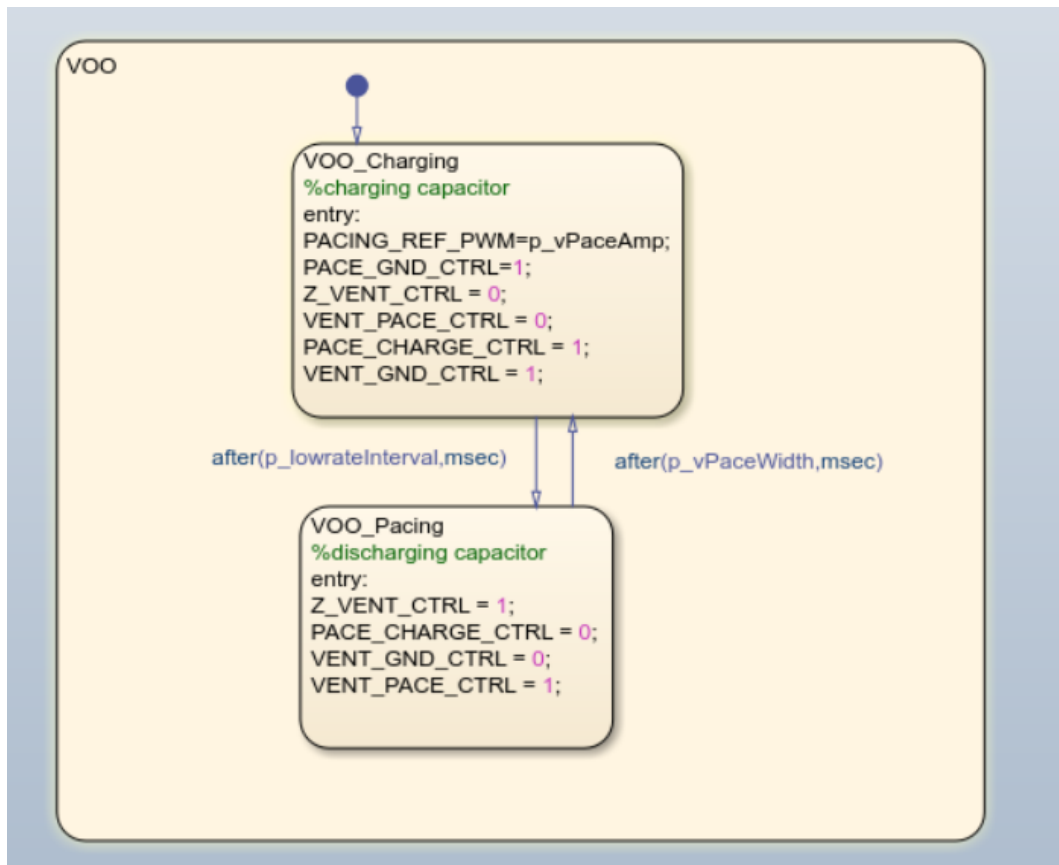 VOO
VOO_Charging
%charging capacitor
entry:
PACING_REF_PWM=p_vPaceAmp;
PACE_GND_CTRL=1;
Z_VENT_CTRL = 0;
VENT_PACE_CTRL = 0;
PACE_CHARGE_CTRL = 1;
VENT_GND_CTRL = 1;
after(p_lowrateInterval,msec)
after(p_vPaceWidth,msec)
VOO_Pacing
%discharging capacitor
entry:
Z_VENT_CTRL = 1;
PACE_CHARGE_CTRL = 0;
VENT_GND_CTRL = 0;
VENT_PACE_CTRL = 1;